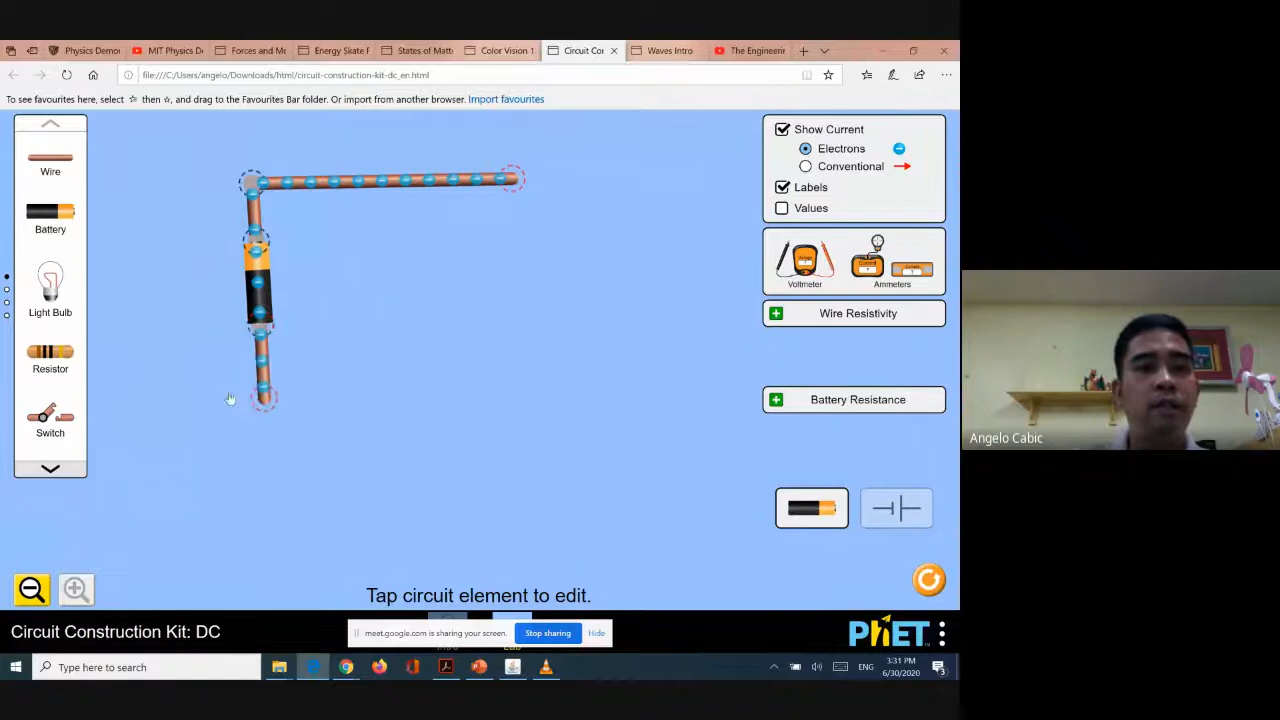 Physics Demor
MIT Physics De
Forces and Mo
Energy Skate P
States of Matt
Color Vision 1
Circuit Cor
Waves Intro
The Engineerin
file:///C:/Users/angelo/Downloads/html/circuit-construction-kit-dc_en.html
To see favourites here, select ☆ then ☆, and drag to the Favourites Bar folder. Or import from another browser. Import favourites
Wire
Battery
Light Bulb
Resistor
Switch
Show Current
Electrons
Conventional
Labels
Values
Voltmeter
Ammeters
Wire Resistivity
Battery Resistance
Angelo Cabic
Tap circuit element to edit.
Circuit Construction Kit: DC
meet.google.com is sharing your screen.
Stop sharing
Hide
PhET
Type here to search
ENG
3:31 PM
6/30/2020